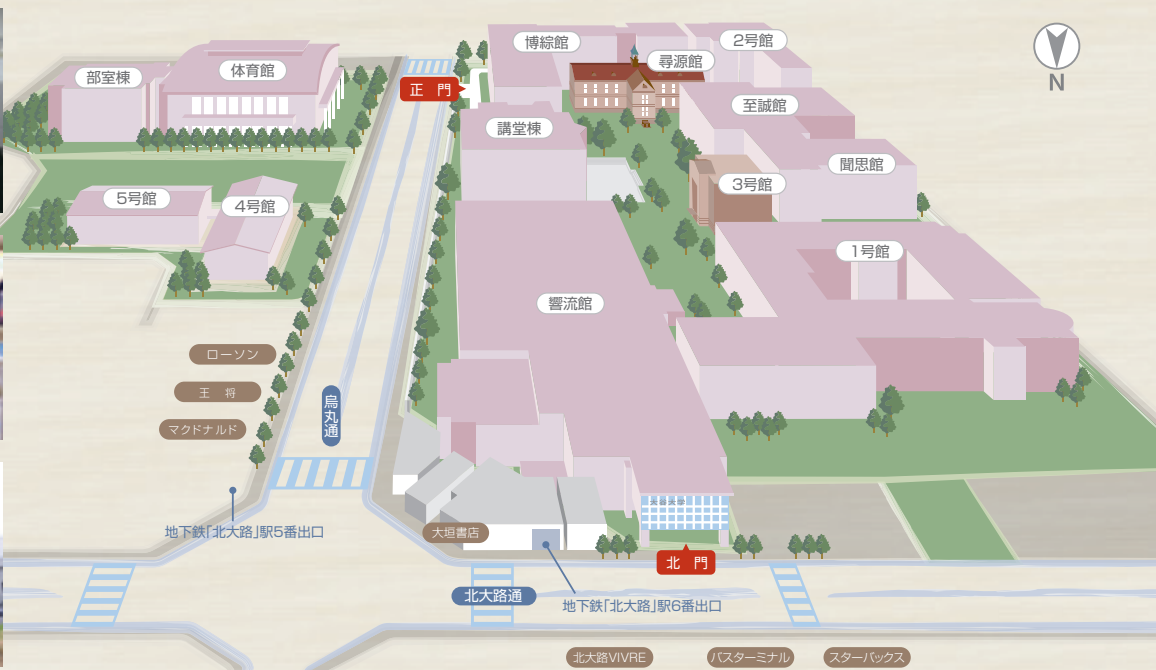 博綜館
2号館
尋源館
体育館
部室棟
正門
至誠館
講堂棟
聞思館
3号館
5号館
4号館
1号館
響流館
ローソン
王将
烏丸通
マクドナルド
大谷大学
地下鉄｢北大路｣駅5番出口
大垣書店
北門
北大路通
地下鉄｢北大路｣駅6番出口
北大路VIVRE
バスターミナル
スターバックス
N